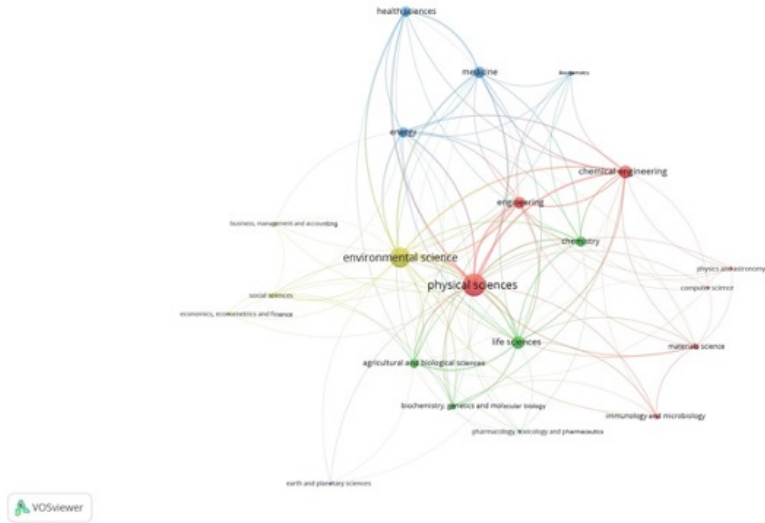 health sciences
medicine
Biochemistry
energy
chemical engineering
engineering
business, management and accounting
chemistry
environmental science
physics and astronomy
physical sciences
computer science
social sciences
economics, econometrics and finance
life sciences
materials science
agricultural and biological sciences
biochemistry, genetics and molecular biology
immunology and microbiology
pharmacology, toxicology and pharmaceutics
earth and planetary sciences
VOSviewer